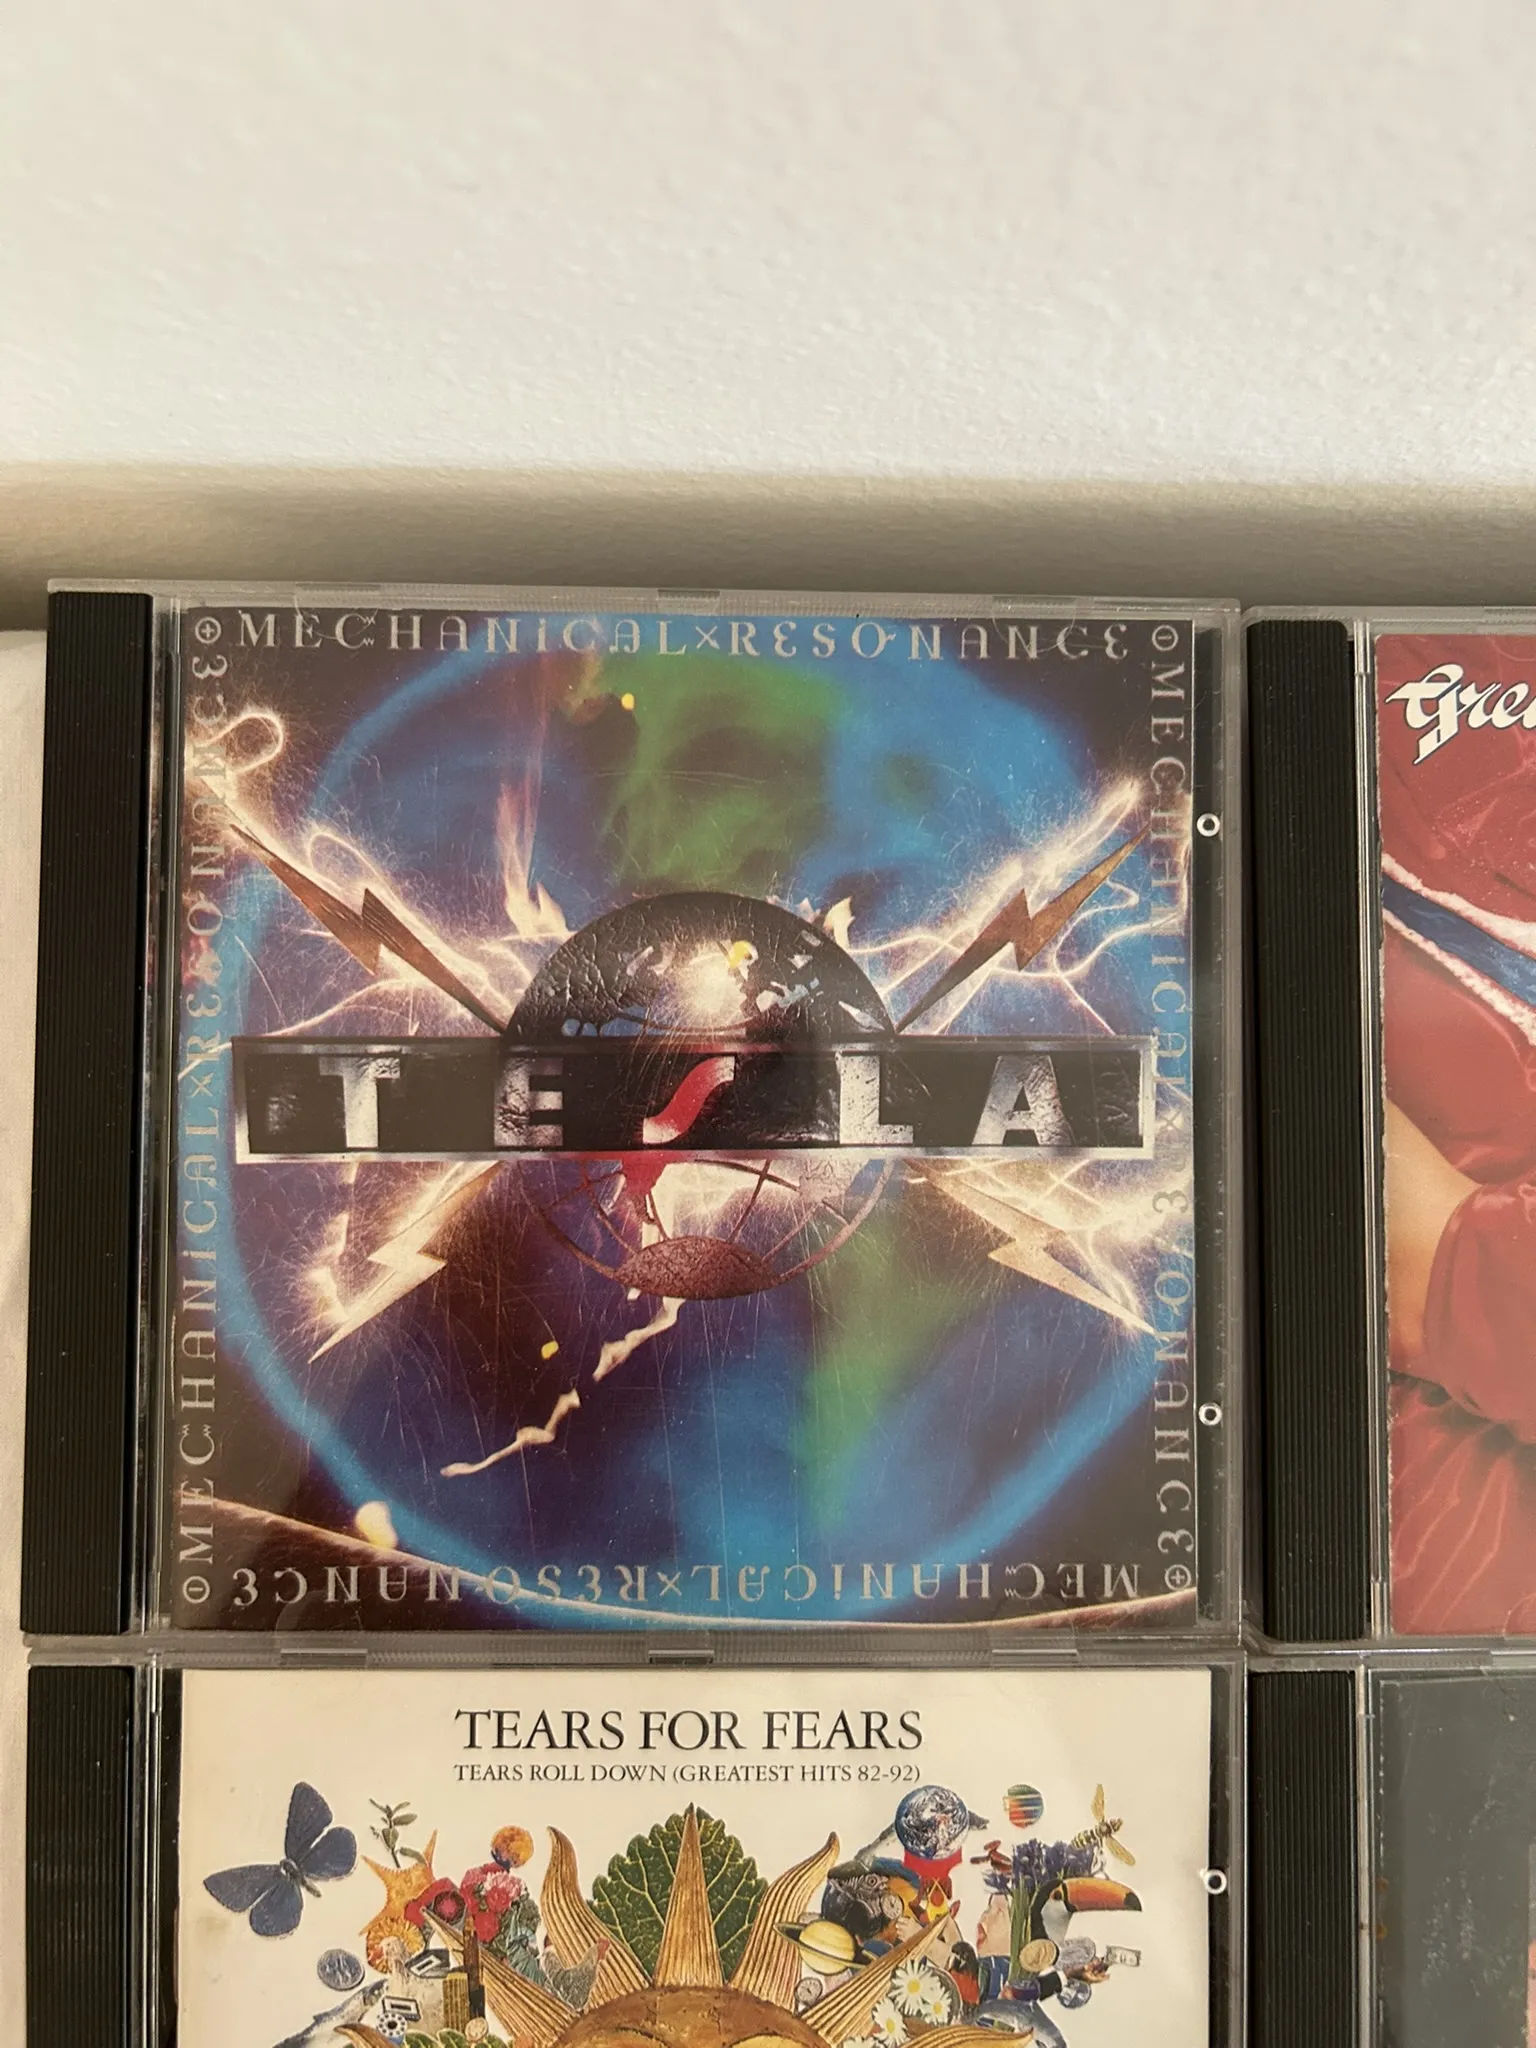 MECHANiCAL×RESONANCE
MECHANiCAL×RESONANCE
MECHANiCAL×RESONANCE
TESLA
MECHANiCAL×RESONANCE
Gre
TEARS FOR FEARS
TEARS ROLL DOWN (GREATEST HITS 82-92)